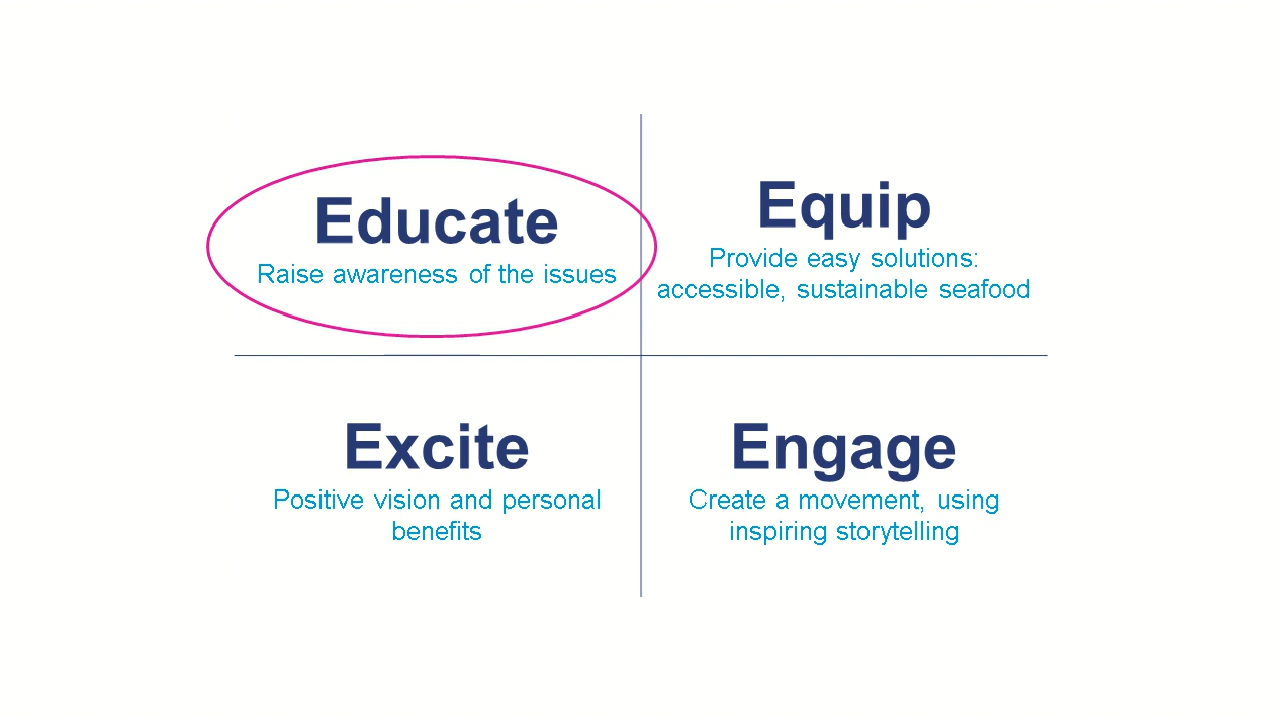 Educate
Raise awareness of the issues
Equip
Provide easy solutions:
accessible, sustainable seafood
Excite
Positive vision and personal
benefits
Engage
Create a movement, using
inspiring storytelling